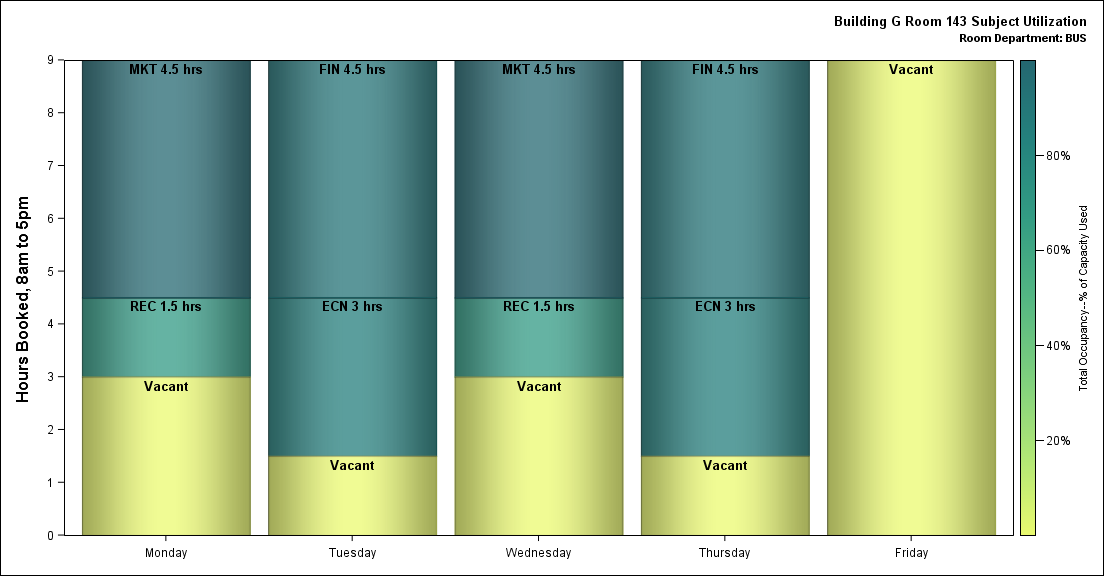 Building G Room 143 Subject Utilization
Room Department: BUS
Hours Booked, 8am to 5pm
9
8
7
6
5
4
3
2
1
0
MKT 4.5 hrs
REC 1.5 hrs
Vacant
FIN 4.5 hrs
ECN 3 hrs
Vacant
MKT 4.5 hrs
REC 1.5 hrs
Vacant
FIN 4.5 hrs
ECN 3 hrs
Vacant
Vacant
Monday
Tuesday
Wednesday
Thursday
Friday
80%
60%
40%
20%
Total Occupancy--% of Capacity Used